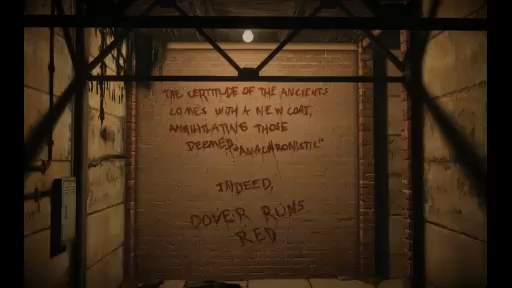 THE CERTITUDE OF THE ANCIENTS
COMES WITH A NEW COAT,
ANNIHILATING THOSE
DEEMED "ANACHRONISTIC"
INDEED,
DOVER RUNS
RED